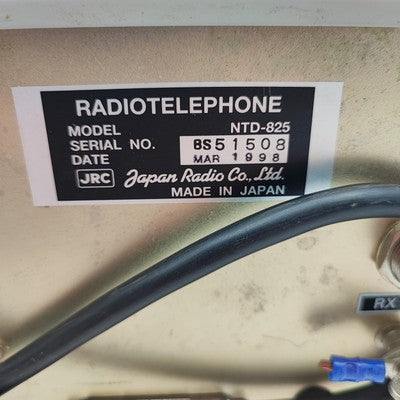 RADIOTELEPHONE
MODEL NTD-825
SERIAL NO. BS51508
DATE MAR 1998
JRC Japan Radio Co., Ltd.
MADE IN JAPAN
RX